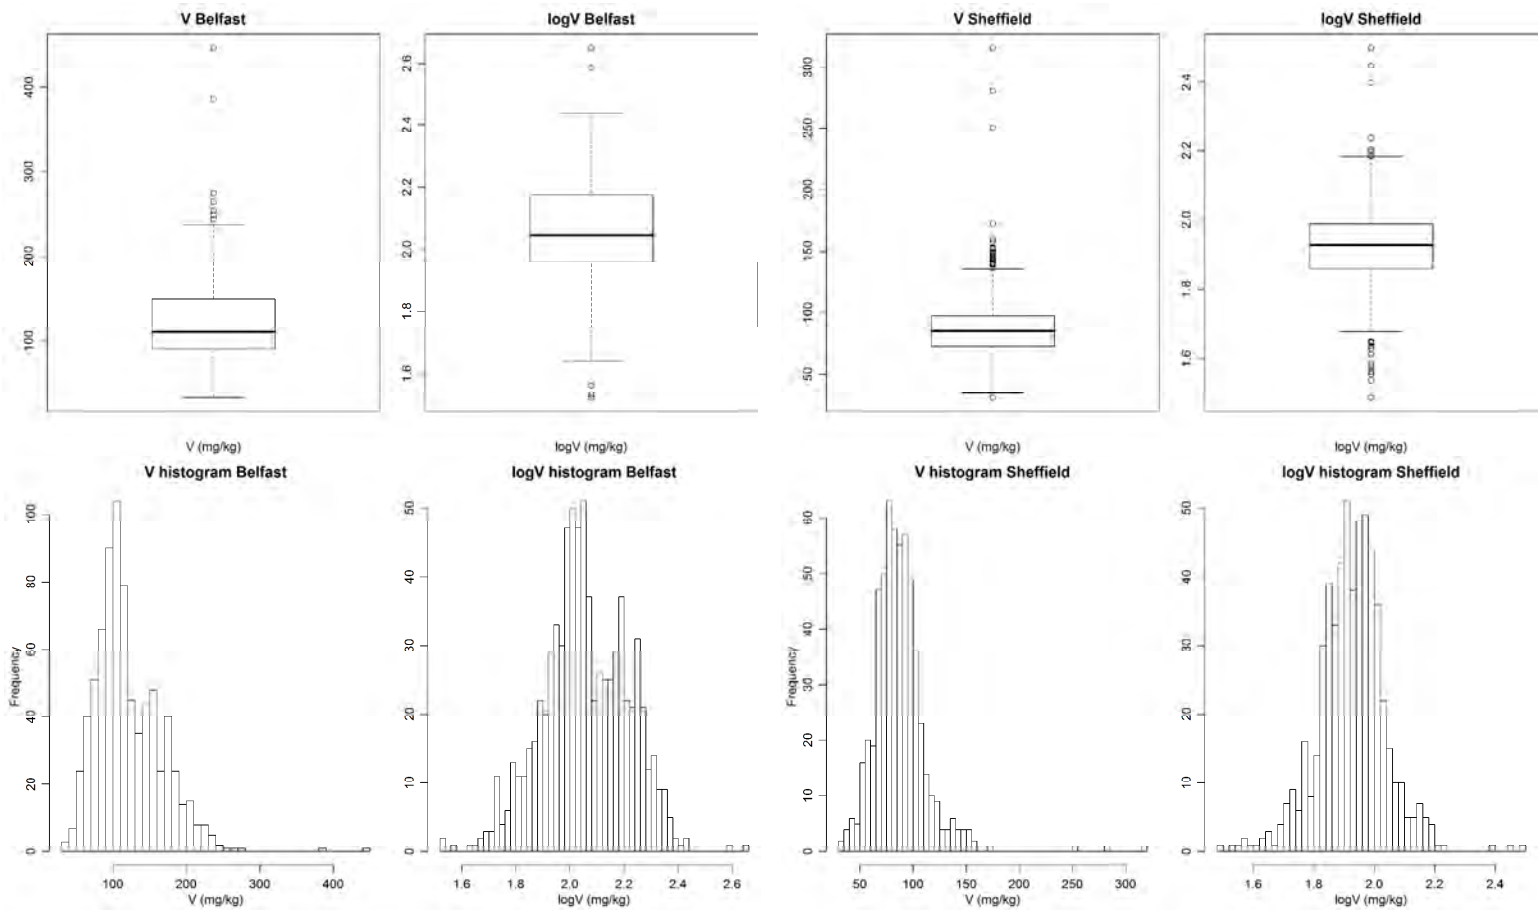 V Belfast
logV Belfast
V Sheffield
logV Sheffield
400
300
200
100
2.6
2.4
2.2
2.0
1.8
1.6
300
250
200
150
100
50
2.4
2.2
2.0
1.8
1.6
V (mg/kg)
logV (mg/kg)
V (mg/kg)
logV (mg/kg)
V histogram Belfast
logV histogram Belfast
V histogram Sheffield
logV histogram Sheffield
Frequency
100
80
60
40
20
0
50
40
30
20
10
0
Frequency
60
50
40
30
20
10
0
50
40
30
20
10
0
100 200 300 400
1.6 1.8 2.0 2.2 2.4 2.6
50 100 150 200 250 300
1.6 1.8 2.0 2.2 2.4
V (mg/kg)
logV (mg/kg)
V (mg/kg)
logV (mg/kg)